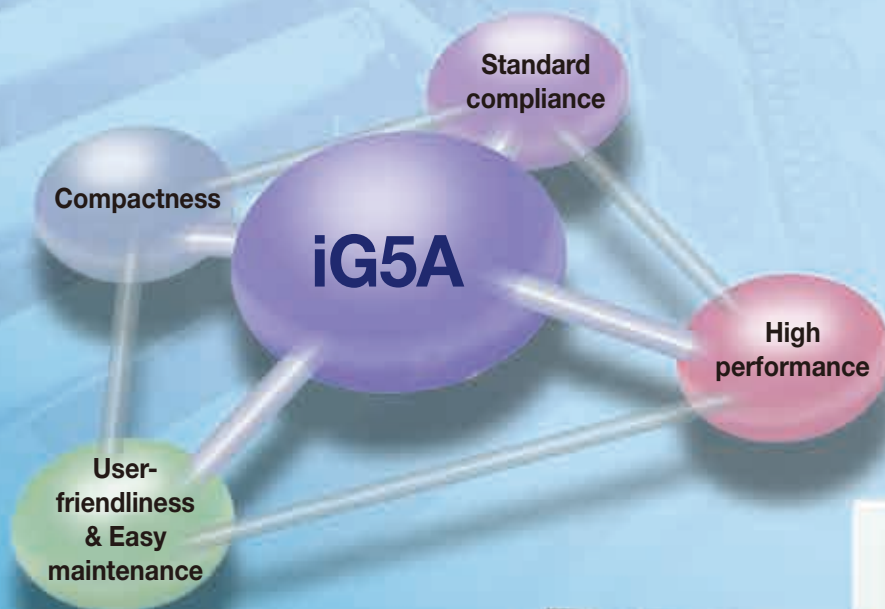 Standard
compliance
Compactness
iG5A
High
performance
User-
friendliness
& Easy
maintenance